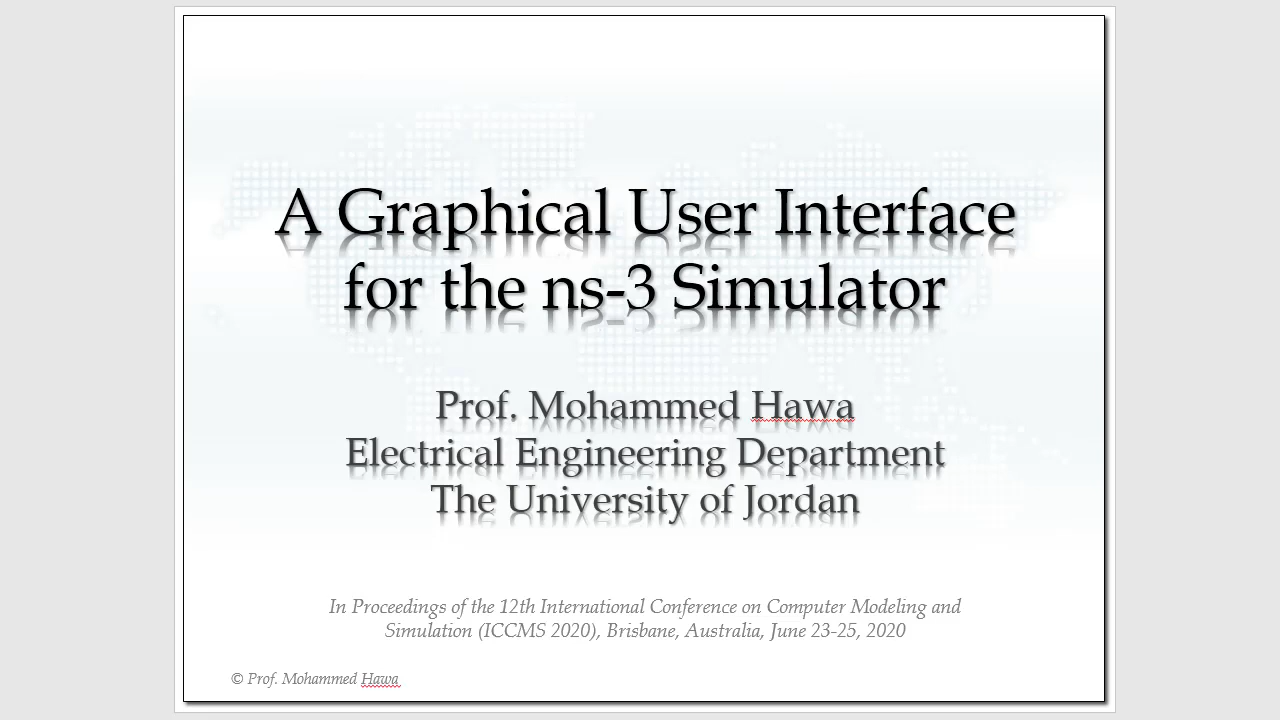 A Graphical User Interface
for the ns-3 Simulator
Prof. Mohammed Hawa
Electrical Engineering Department
The University of Jordan
In Proceedings of the 12th International Conference on Computer Modeling and
Simulation (ICCMS 2020), Brisbane, Australia, June 23-25, 2020
© Prof. Mohammed Hawa